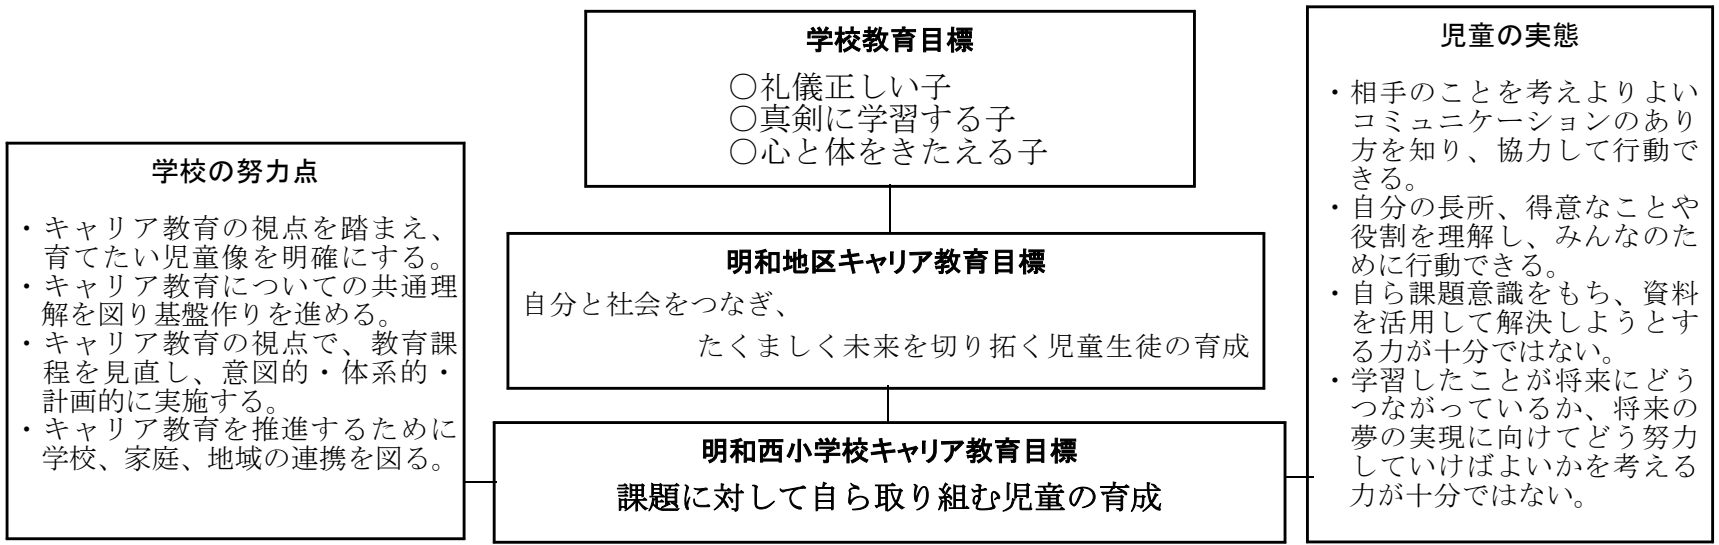 学校教育目標
○礼儀正しい子
○真剣に学習する子
○心と体をきたえる子
明和地区キャリア教育目標
自分と社会をつなぎ、
たくましく未来を切り拓く児童生徒の育成
明和西小学校キャリア教育目標
課題に対して自ら取り組む児童の育成
学校の努力点
・キャリア教育の視点を踏まえ、
育てたい児童像を明確にする。
・キャリア教育についての共通理
解を図り基盤作りを進める。
・キャリア教育の視点で、教育課
程を見直し、意図的・体系的・
計画的に実施する。
・キャリア教育を推進するために
学校、家庭、地域の連携を図る。
児童の実態
・相手のことを考えよりよい
コミュニケーションのあり
方を知り、協力して行動で
きる。
・自分の長所、得意なことや
役割を理解し、みんなのた
めに行動できる。
・自ら課題意識をもち、資料
を活用して解決しようとす
る力が十分ではない。
・学習したことが将来にどう
つながっているか、将来の
夢の実現に向けてどう努力
していけばよいかを考える
力が十分ではない。